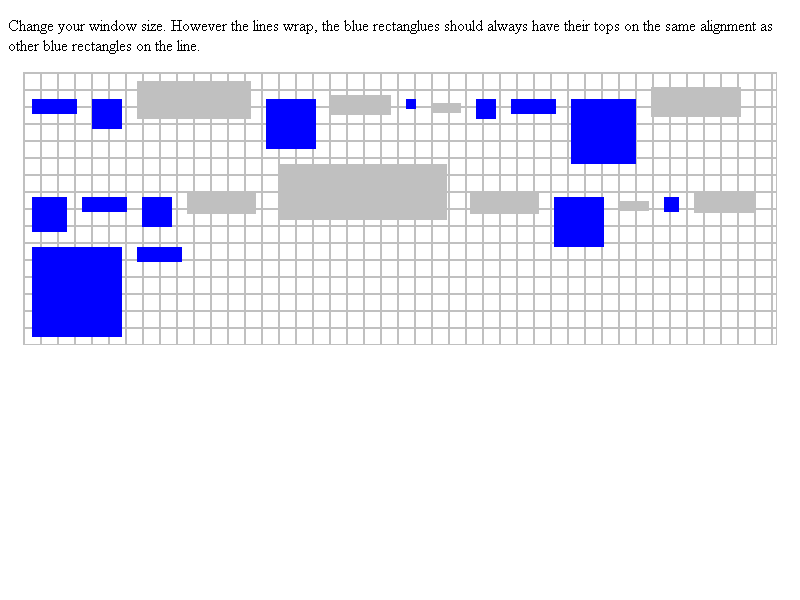 Change your window size. However the lines wrap, the blue rectanglues should always have their tops on the same alignment as
other blue rectangles on the line.